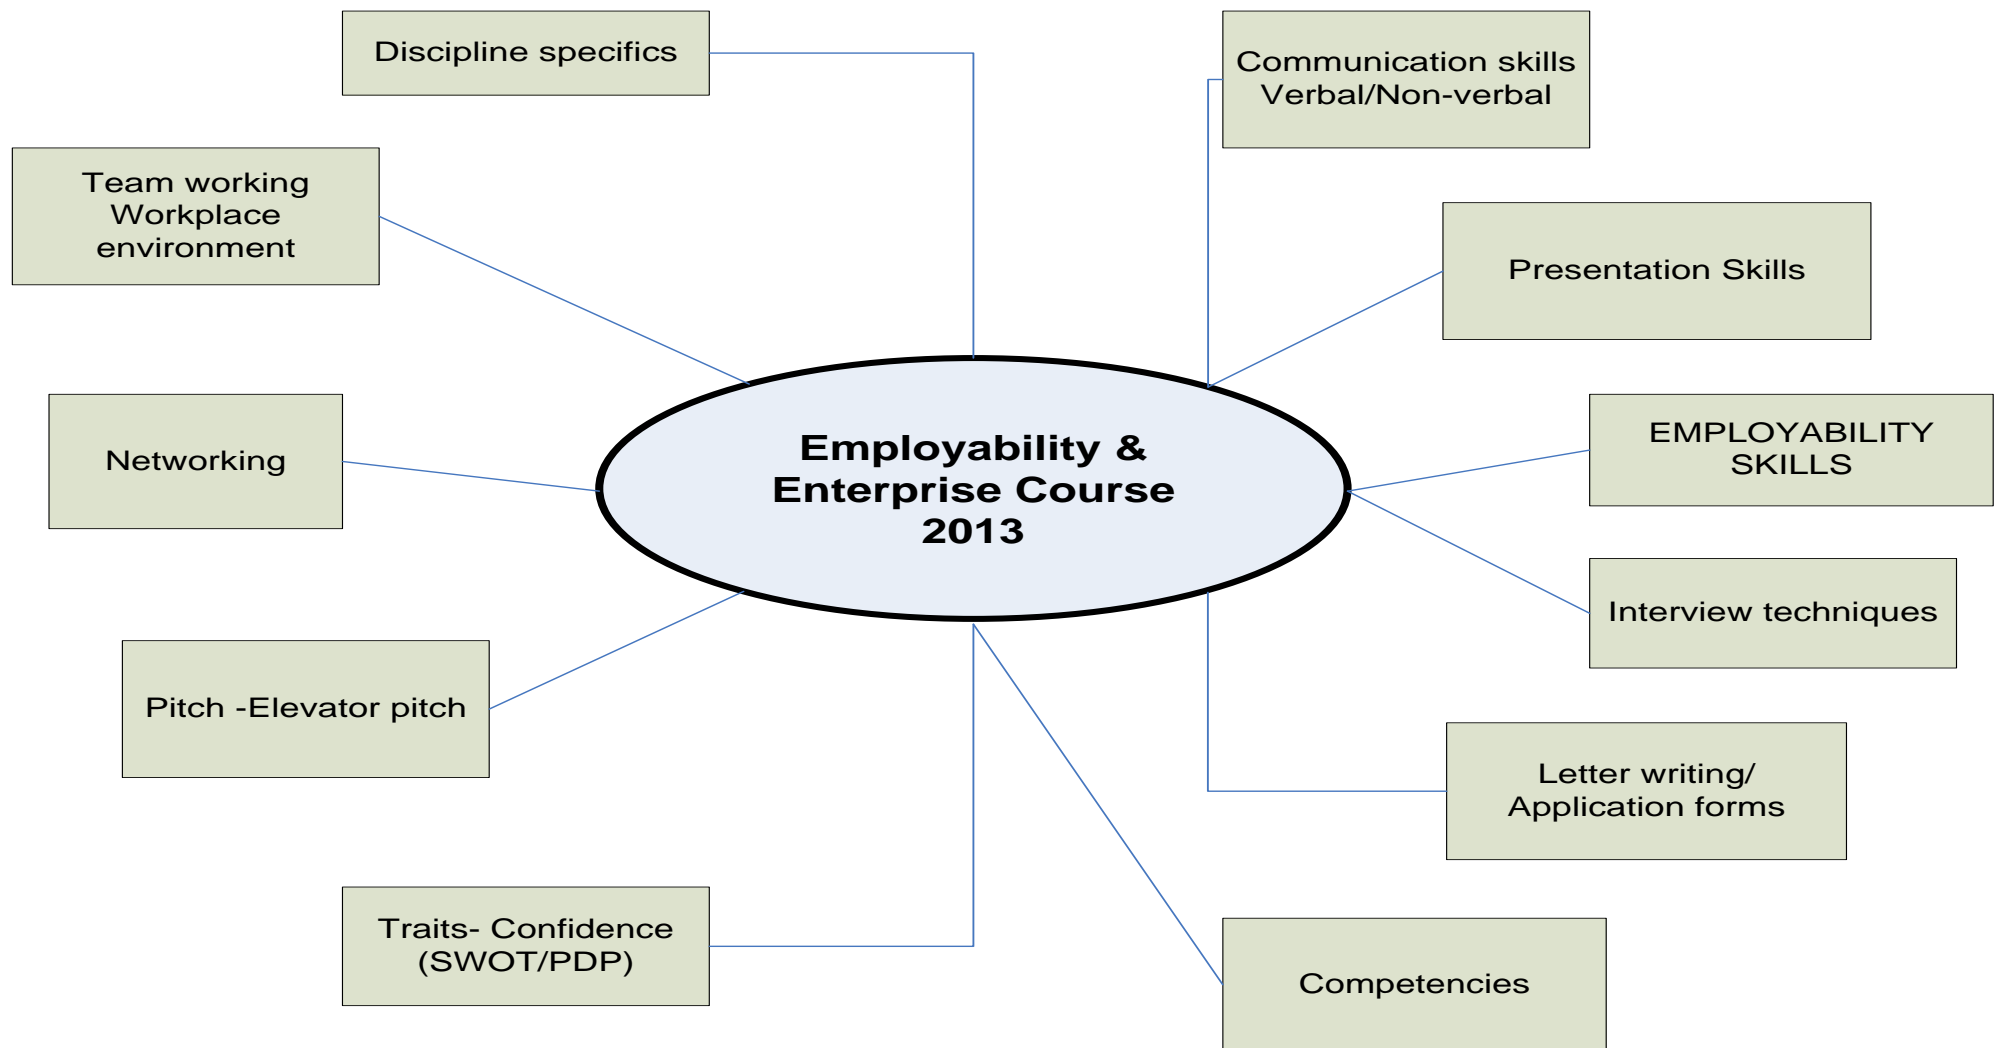 Discipline specifics
Communication skills
Verbal/Non-verbal
Team working
Workplace
environment
Presentation Skills
Networking
EMPLOYABILITY
SKILLS
Employability &
Enterprise Course
2013
Interview techniques
Pitch -Elevator pitch
Letter writing/
Application forms
Traits- Confidence
(SWOT/PDP)
Competencies